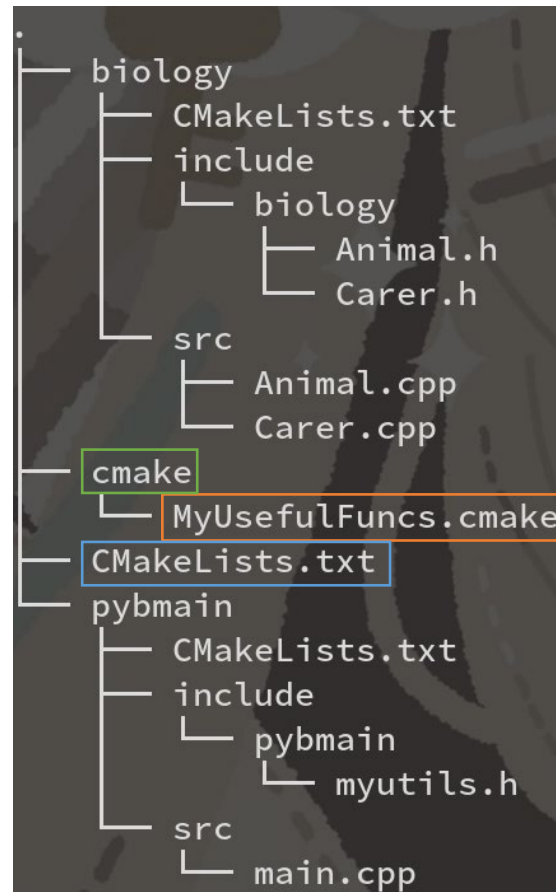 .
├── biology
│   ├── CMakeLists.txt
│   ├── include
│   │   └── biology
│   │       ├── Animal.h
│   │       └── Carer.h
│   └── src
│       ├── Animal.cpp
│       └── Carer.cpp
├── cmake
│   └── MyUsefulFuncs.cmake
├── CMakeLists.txt
└── pybmain
    ├── CMakeLists.txt
    ├── include
    │   └── pybmain
    │       └── myutils.h
    └── src
        └── main.cpp